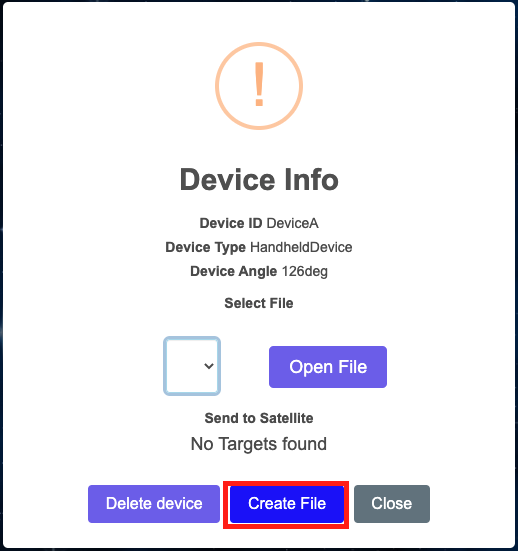 !
Device Info
Device ID DeviceA
Device Type HandheldDevice
Device Angle 126deg
Select File
Open File
Send to Satellite
No Targets found
Delete device Create File Close